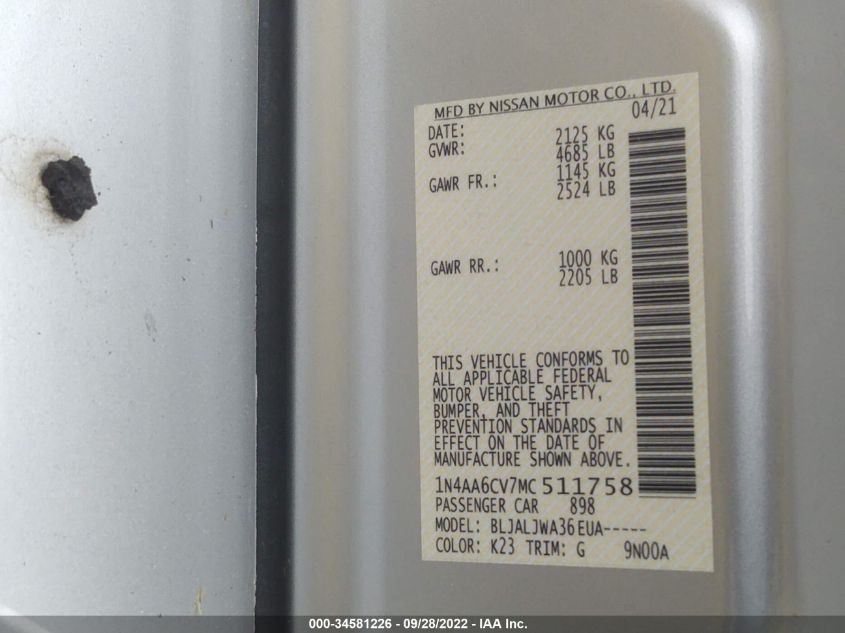 MFD BY NISSAN MOTOR CO., LTD.
DATE: 04/21
GVWR: 2125 KG
4685 LB
GAWR FR.: 1145 KG
2524 LB
GAWR RR.: 1000 KG
2205 LB
THIS VEHICLE CONFORMS TO
ALL APPLICABLE FEDERAL
MOTOR VEHICLE SAFETY,
BUMPER, AND THEFT
PREVENTION STANDARDS IN
EFFECT ON THE DATE OF
MANUFACTURE SHOWN ABOVE.
1N4AA6CV7MC511758
PASSENGER CAR 898
MODEL: BLJALJWA36EUA-----
COLOR: K23 TRIM: G 9N00A
000-34581226 - 09/28/2022 - IAA Inc.